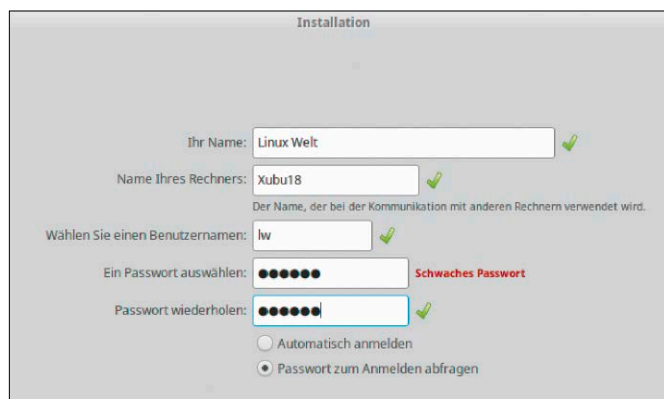 Installation
Ihr Name: Linux Welt
Name Ihres Rechners: Xubu18
Der Name, der bei der Kommunikation mit anderen Rechnern verwendet wird.
Wählen Sie einen Benutzernamen: lw
Ein Passwort auswählen: ●●●●●● Schwaches Passwort
Passwort wiederholen: ●●●●●●
Automatisch anmelden
Passwort zum Anmelden abfragen